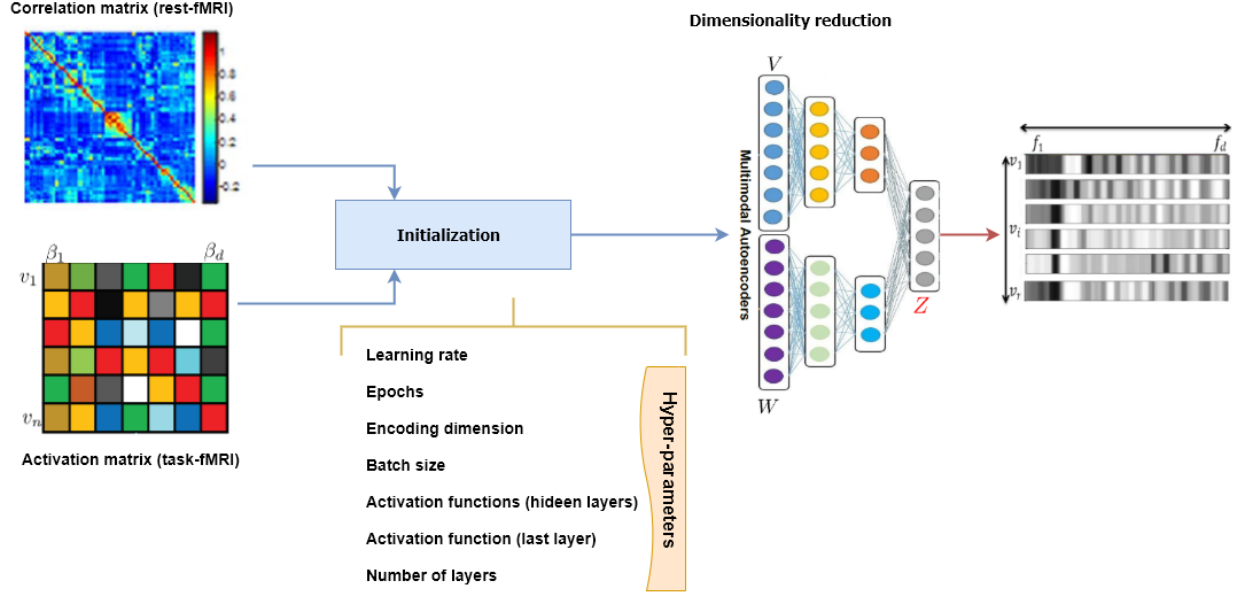 Correlation matrix (rest-fMRI)
1
0.8
0.6
0.4
0.2
0
-0.2
β1 βd
v1
vn
Activation matrix (task-fMRI)
Initialization
Learning rate
Epochs
Encoding dimension
Batch size
Activation functions (hideen layers)
Activation function (last layer)
Number of layers
Hyper-parameters
Dimensionality reduction
Multimodal Autoencoders
V
W
Z
f1 fd
v1
vi
vr